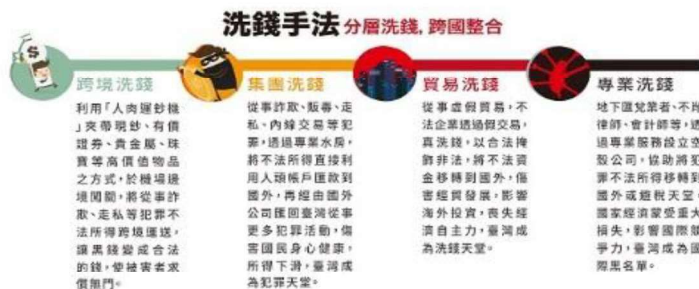 洗錢手法 分層洗錢, 跨國整合
跨境洗錢
利用「人肉運鈔機
」夾帶現鈔、有價
證券、貴金屬、珠
寶等高價值物品
之方式,於機場邊
境闖關,將從事詐
欺、走私等犯罪不
法所得跨境運送,
讓黑錢變成合法
的錢,使被害者求
償無門。
集團洗錢
從事詐欺、販毒、走
私、內線交易等犯
罪,透過專業水房,
將不法所得直接利
用人頭帳戶匯款到
國外,再經由國外
公司匯回臺灣從事
更多犯罪活動,傷
害國民身心健康,
所得下滑,臺灣成
為犯罪天堂。
貿易洗錢
從事虛假貿易,不
法企業透過假交易,
真洗錢,以合法掩
飾非法,將不法資
金移轉到國外,傷
害經貿發展,影響
海外投資,喪失經
濟自主力,臺灣成
為洗錢天堂。
專業洗錢
地下匯兌業者、不肖
律師、會計師等,透
過專業服務設立空
殼公司,協助將犯
罪不法所得移轉到
國外或避稅天堂
國家經濟蒙受重大
損失,影響國際競
爭力,臺灣成為國
際黑名單。